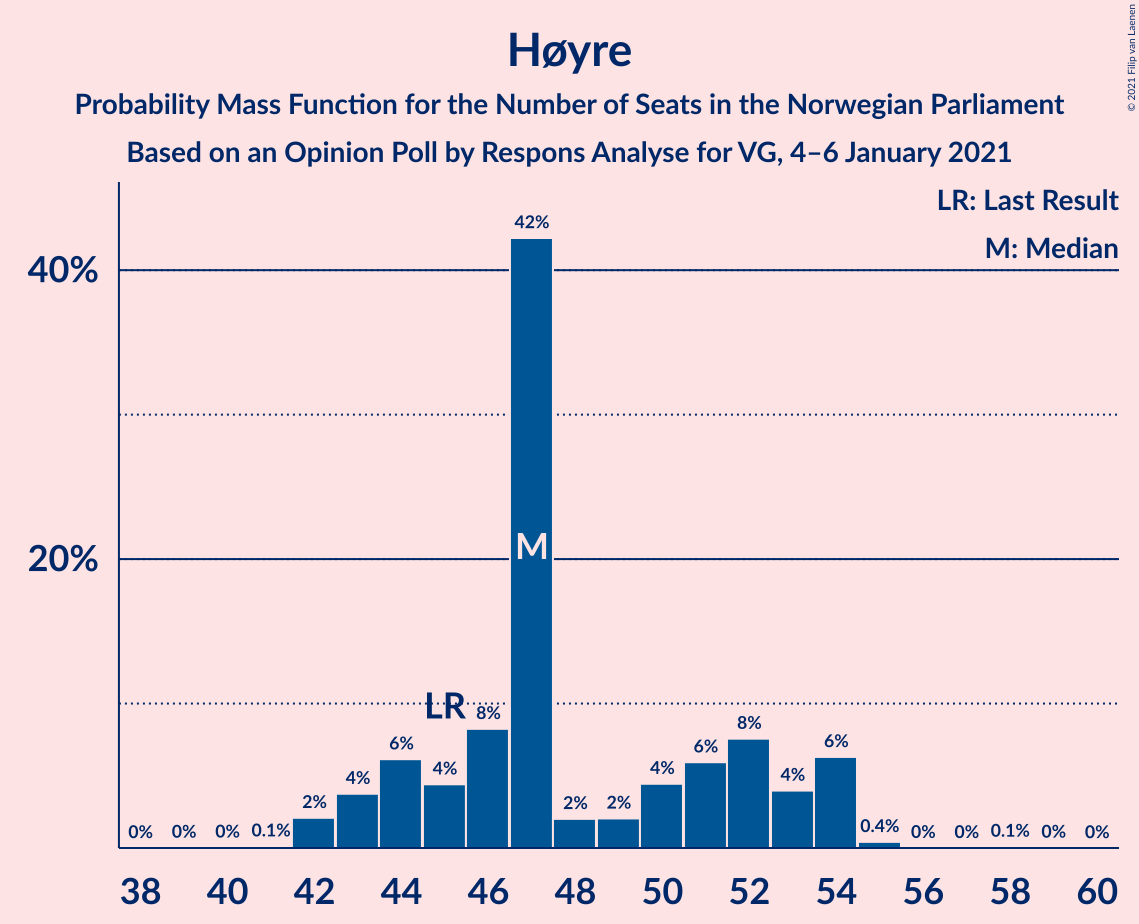 Høyre
Probability Mass Function for the Number of Seats in the Norwegian Parliament
Based on an Opinion Poll by Respons Analyse for VG, 4–6 January 2021
© 2021 Filip van Laenen
LR: Last Result
M: Median
40%
20%
0% 0% 0% 0.1% 2% 4% 6% 4% 8% 42% 2% 2% 4% 6% 8% 4% 6% 0.4% 0% 0% 0.1% 0% 0%
LR
M
38 40 42 44 46 48 50 52 54 56 58 60